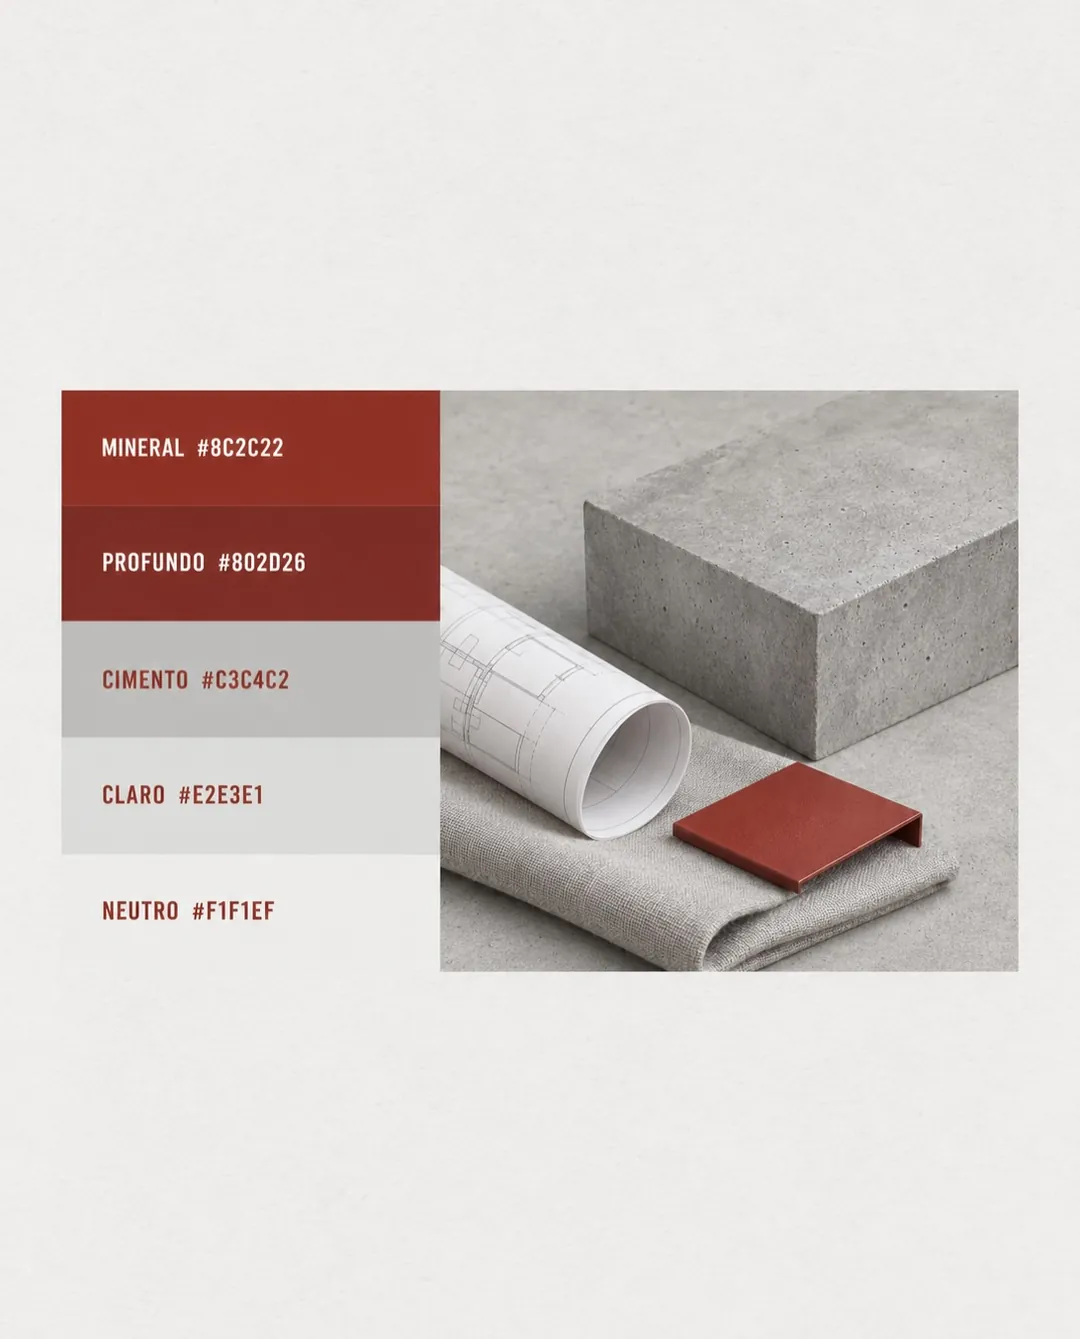 MINERAL #8C2C22
PROFUNDO #802D26
CIMENTO #C3C4C2
CLARO #E2E3E1
NEUTRO #F1F1EF